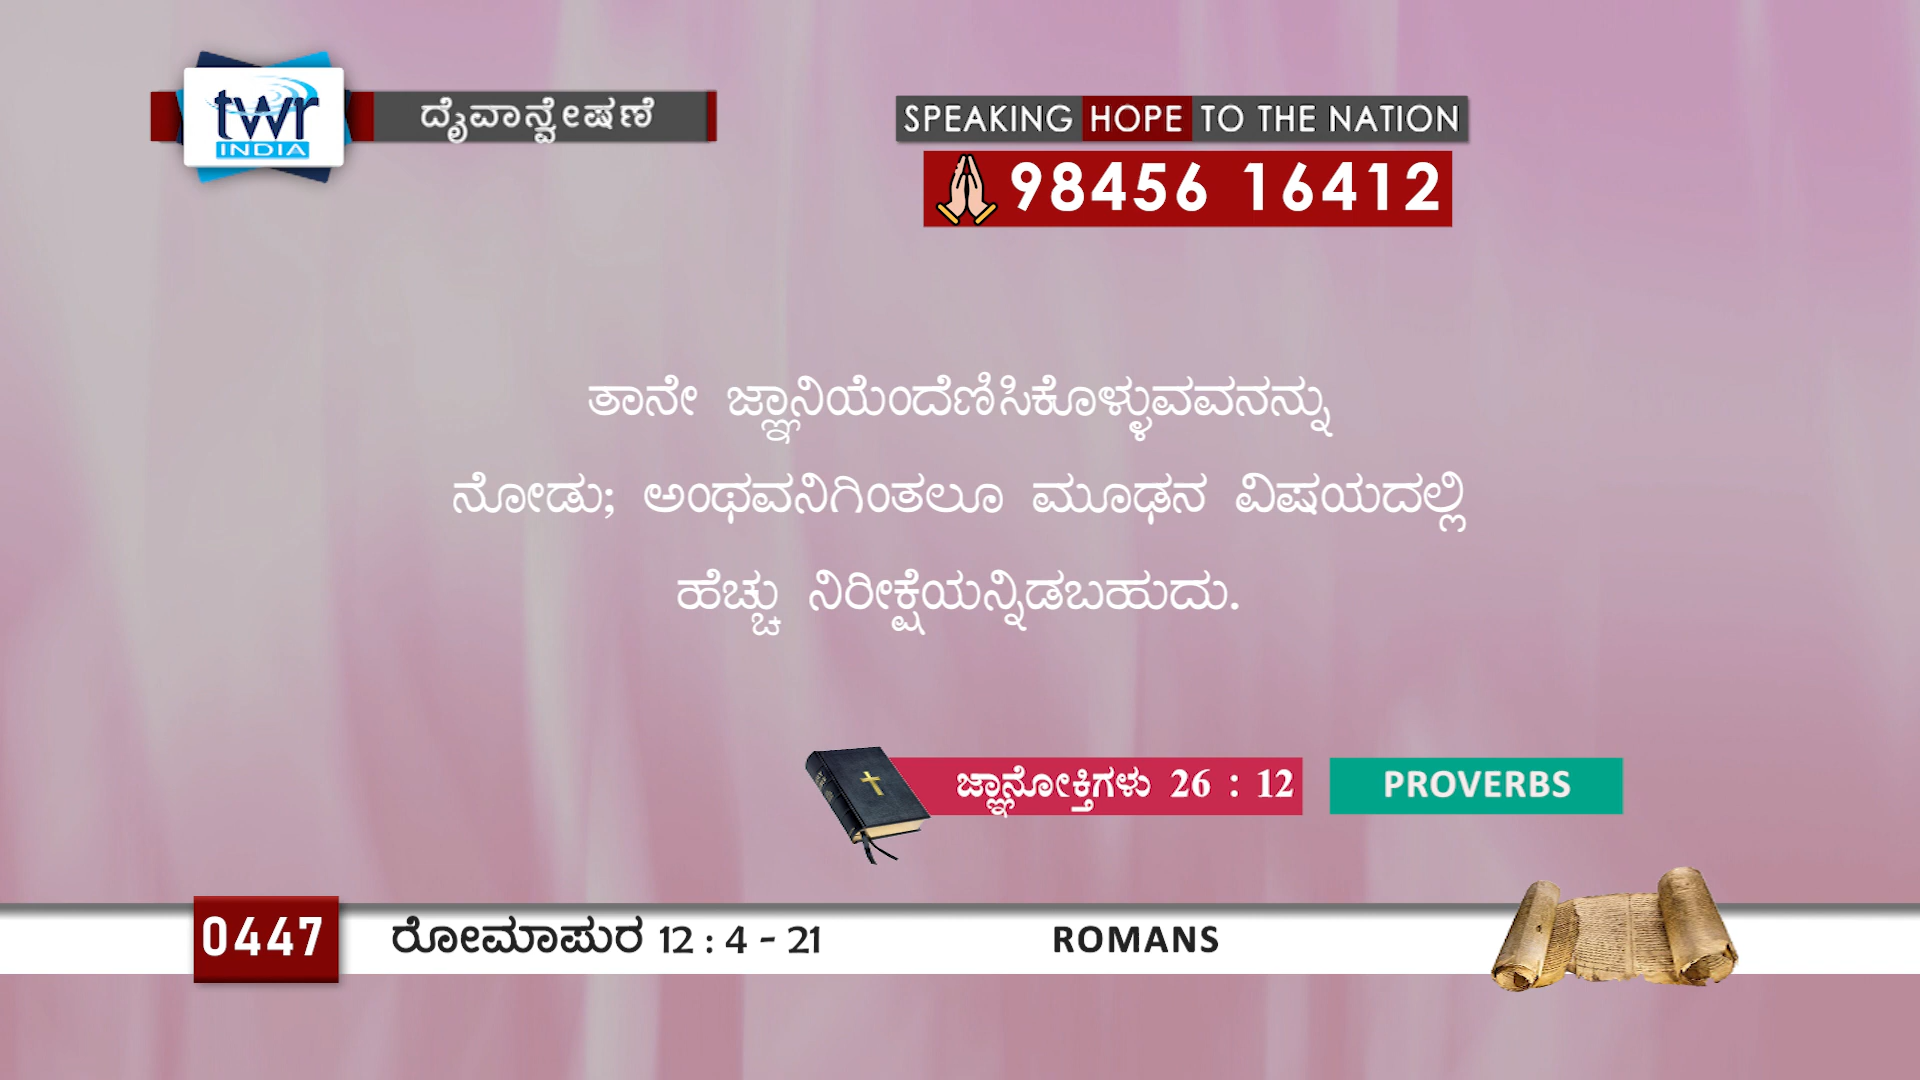 twr
INDIA
ದೈವಾನ್ವೇಷಣೆ
SPEAKING HOPE TO THE NATION
98456 16412
ತಾನೇ ಜ್ಞಾನಿಯೆಂದೆಣಿಸಿಕೊಳ್ಳುವವನನ್ನು
ನೋಡು; ಅಂಥವನಿಗಿಂತಲೂ ಮೂಢನ ವಿಷಯದಲ್ಲಿ
ಹೆಚ್ಚು ನಿರೀಕ್ಷೆಯನ್ನಿಡಬಹುದು.
ಜ್ಞಾನೋಕ್ತಿಗಳು 26 : 12
PROVERBS
0447
ರೋಮಾಪುರ 12 : 4 - 21
ROMANS